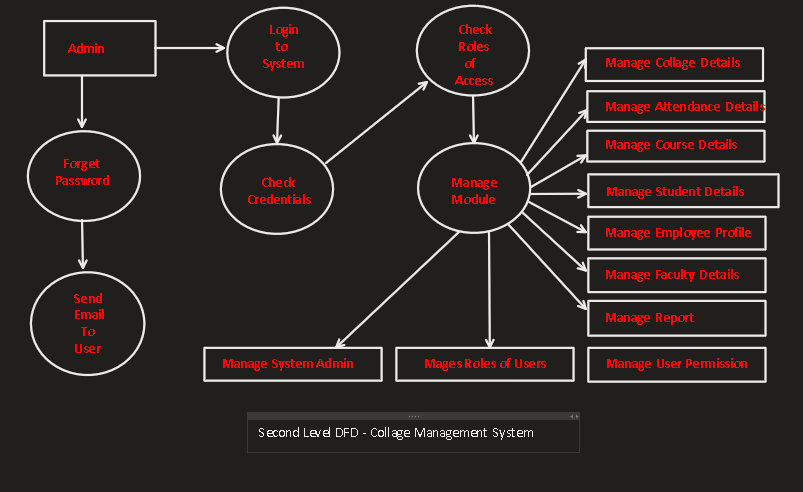 Admin
Login
to
System
Check
Roles
of
Access
Forget
Password
Check
Credentials
Manage
Module
Manage Collage Details
Manage Attendance Details
Manage Course Details
Manage Student Details
Manage Employee Profile
Manage Faculty Details
Manage Report
Send
Email
To
User
Manage System Admin
Mages Roles of Users
Manage User Permission
Second Level DFD - Collage Management System